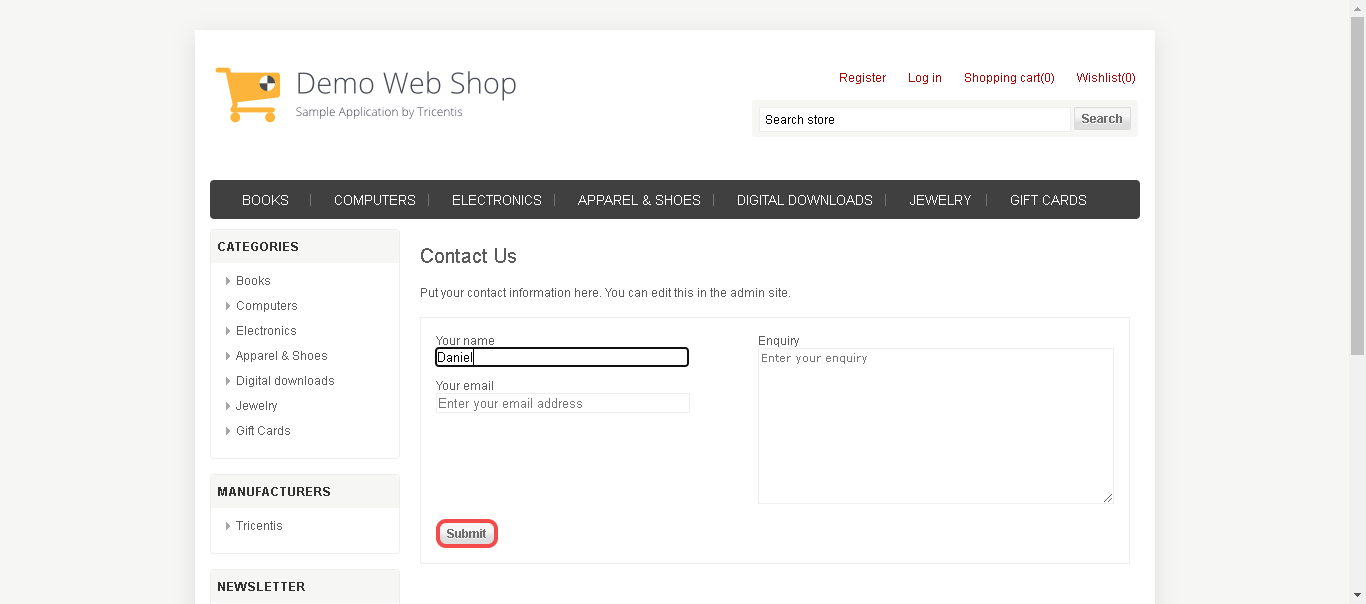 Demo Web Shop
Sample Application by Tricentis
Register Log in Shopping cart(0) Wishlist(0)
Search store Search
BOOKS COMPUTERS ELECTRONICS APPAREL & SHOES DIGITAL DOWNLOADS JEWELRY GIFT CARDS
CATEGORIES
Books
Computers
Electronics
Apparel & Shoes
Digital downloads
Jewelry
Gift Cards
MANUFACTURERS
Tricentis
NEWSLETTER
Contact Us
Put your contact information here. You can edit this in the admin site.
Your name
Daniel
Your email
Enter your email address
Enquiry
Enter your enquiry
Submit